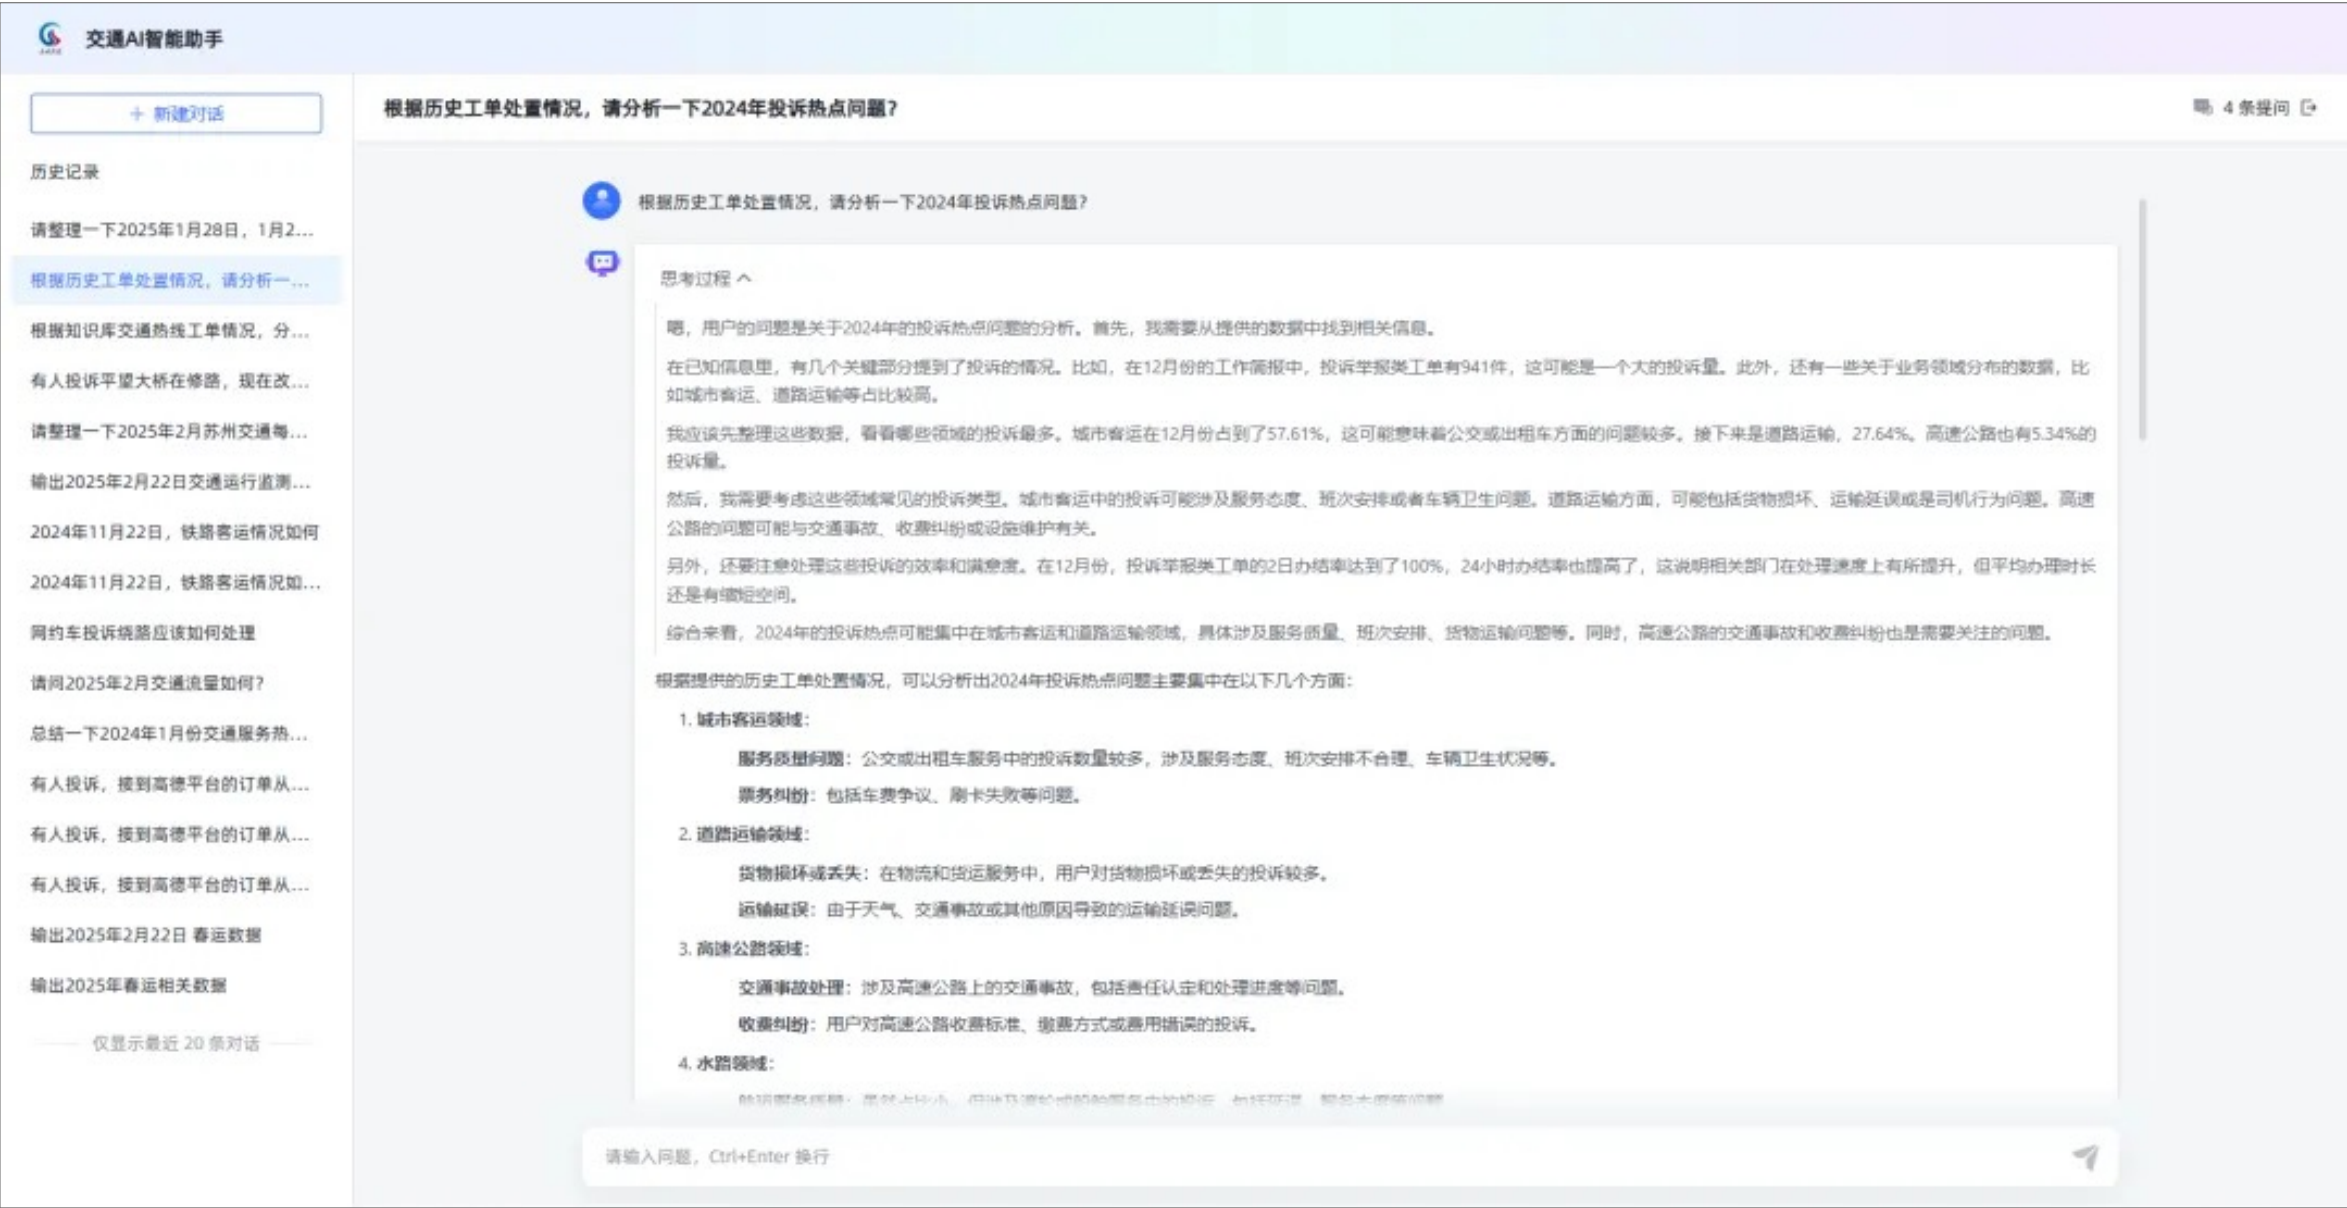 交通AI智能助手
+ 新建对话
历史记录
请整理一下2025年1月28日，1月2...
根据历史工单处置情况，请分析一...
根据知识库交通热线工单情况，分...
有人投诉平望大桥在修路，现在改...
请整理一下2025年2月苏州交通每...
输出2025年2月22日交通运行监测...
2024年11月22日，铁路客运情况如何
2024年11月22日，铁路客运情况如...
网约车投诉绕路应该如何处理
请问2025年2月交通流量如何？
总结一下2024年1月份交通服务热...
有人投诉，接到高德平台的订单从...
有人投诉，接到高德平台的订单从...
有人投诉，接到高德平台的订单从...
输出2025年2月22日 春运数据
输出2025年春运相关数据
仅显示最近 20 条对话
根据历史工单处置情况，请分析一下2024年投诉热点问题？
4 条提问
根据历史工单处置情况，请分析一下2024年投诉热点问题？
思考过程
嗯，用户的问题是关于2024年的投诉热点问题的分析。首先，我需要从提供的数据中找到相关信息。
在已知信息里，有几个关键部分提到了投诉的情况。比如，在12月份的工作简报中，投诉举报类工单有941件，这可能是一个大的投诉量。此外，还有一些关于业务领域分布的数据，比
如城市客运、道路运输等占比较高。
我应该先整理这些数据，看看哪些领域的投诉最多。城市客运在12月份占到了57.61%，这可能意味着公交或出租车方面的问题较多。接下来是道路运输，27.64%。高速公路也有5.34%的
投诉量。
然后，我需要考虑这些领域常见的投诉类型。城市客运中的投诉可能涉及服务态度、班次安排或者车辆卫生问题。道路运输方面，可能包括货物损坏、运输延误或是司机行为问题。高速
公路的问题可能与交通事故、收费纠纷或设施维护有关。
另外，还要注意处理这些投诉的效率和满意度。在12月份，投诉举报类工单的2日办结率达到了100%，24小时办结率也提高了，这说明相关部门在处理速度上有所提升，但平均办理时长
还是有缩短空间。
综合来看，2024年的投诉热点可能集中在城市客运和道路运输领域，具体涉及服务质量、班次安排、货物运输问题等。同时，高速公路的交通事故和收费纠纷也是需要关注的问题。
根据提供的历史工单处置情况，可以分析出2024年投诉热点问题主要集中在以下几个方面：
1. 城市客运领域：
服务质量问题：公交或出租车服务中的投诉数量较多，涉及服务态度、班次安排不合理、车辆卫生状况等。
票务纠纷：包括车费争议、刷卡失败等问题。
2. 道路运输领域：
货物损坏或丢失：在物流和货运服务中，用户对货物损坏或丢失的投诉较多。
运输延误：由于天气、交通事故或其他原因导致的运输延误问题。
3. 高速公路领域：
交通事故处理：涉及高速公路上的交通事故，包括责任认定和处理进度等问题。
收费纠纷：用户对高速公路收费标准、缴费方式或费用错误的投诉。
4. 水路领域：
请输入问题，Ctrl+Enter 换行